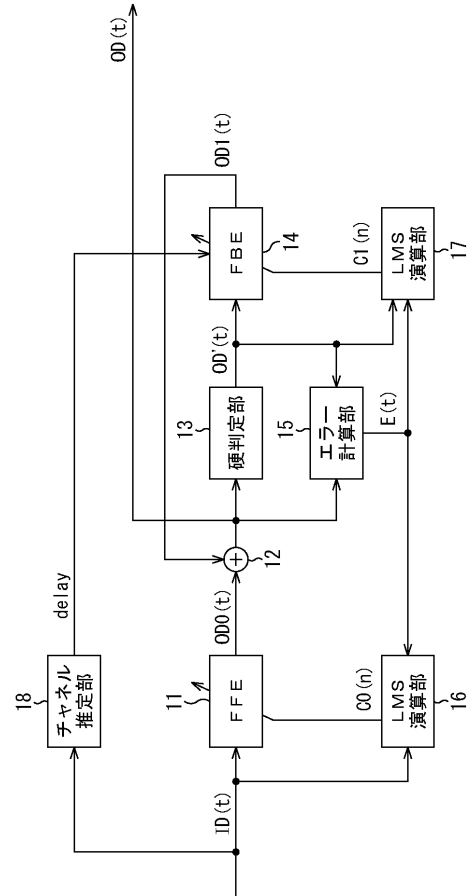 18
チャネル
推定部
delay
OD(t)
ID(t)
11
FFE
OD0(t)
12
13
硬判定部
OD'(t)
FBE
14
OD1(t)
15
エラー
計算部
E(t)
C0(n)
LMS
演算部
16
C1(n)
LMS
演算部
17